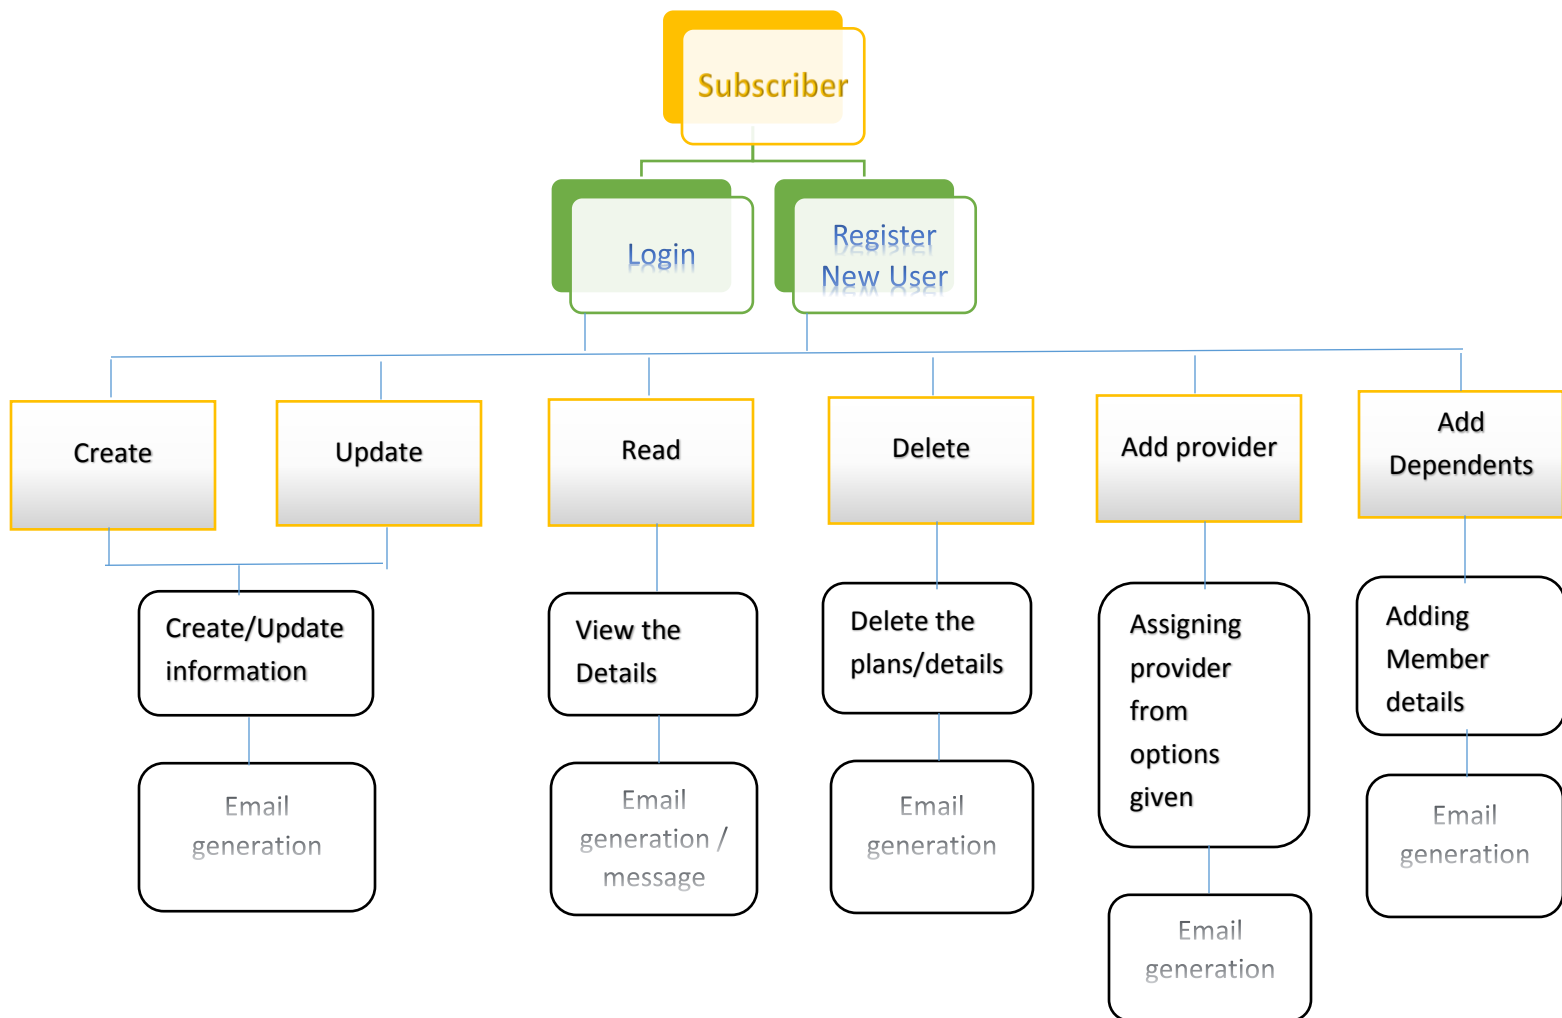 Subscriber
Login
Register
New User
Create
Update
Read
Delete
Add provider
Add
Dependents
Create/Update
information
View the
Details
Delete the
plans/details
Assigning
provider
from
options
given
Adding
Member
details
Email
generation
Email
generation /
message
Email
generation
Email
generation
Email
generation